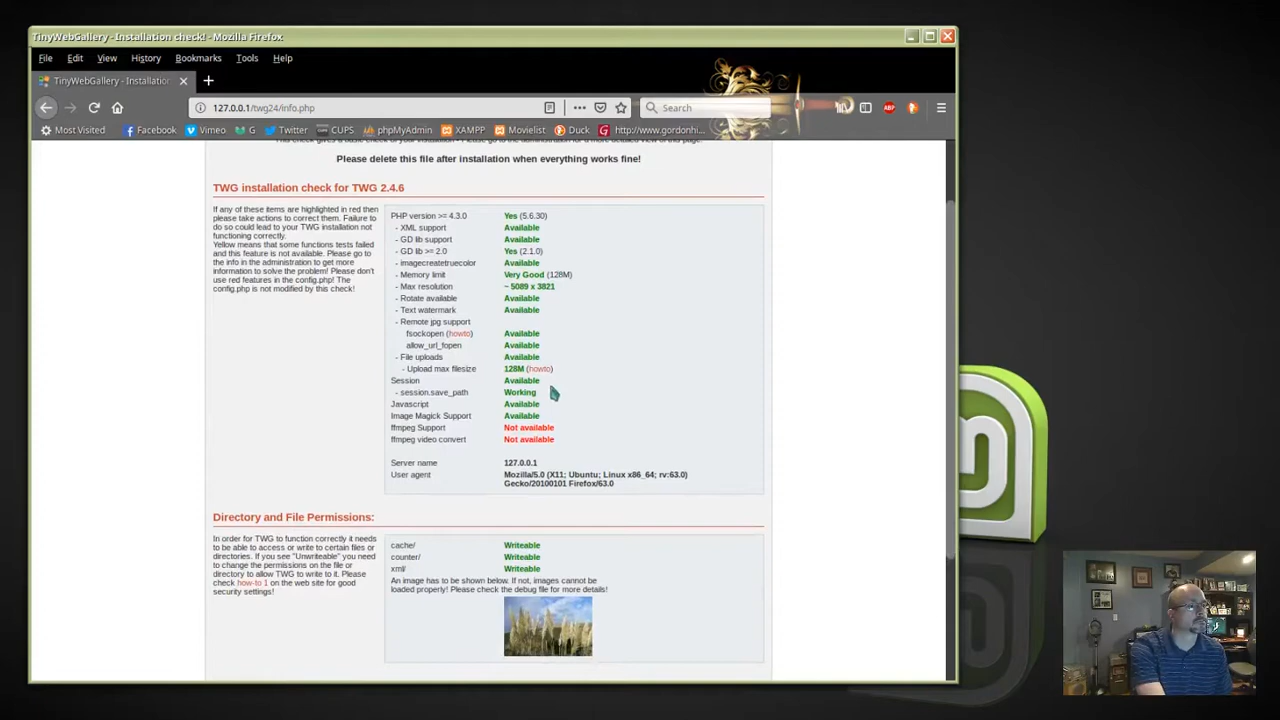 TinyWebGallery - Installation check! - Mozilla Firefox
File Edit View History Bookmarks Tools Help
TinyWebGallery - Installation
127.0.0.1/twg24/info.php
Search
ABP
Most Visited Facebook Vimeo G Twitter CUPS phpMyAdmin XAMPP Movielist Duck http://www.gordonhi...
Please delete this file after installation when everything works fine!
TWG installation check for TWG 2.4.6
If any of these items are highlighted in red then
please take actions to correct them. Failure to
do so could lead to your TWG installation not
functioning correctly.
Yellow means that some functions tests failed
and this feature is not available. Please go to
the info in the administration to get more
information to solve the problem! Please don't
use red features in the config.php! The
config.php is not modified by this check!
PHP version >= 4.3.0 Yes (5.6.30)
- XML support Available
- GD lib support Available
- GD lib >= 2.0 Yes (2.1.0)
- imagecreatetruecolor Available
- Memory limit Very Good (128M)
- Max resolution ~ 5089 x 3821
- Rotate available Available
- Text watermark Available
- Remote jpg support
fsockopen (howto) Available
allow_url_fopen Available
- File uploads Available
- Upload max filesize 128M (howto)
Session Available
- session.save_path Working
Javascript Available
Image Magick Support Available
ffmpeg Support Not available
ffmpeg video convert Not available
Server name 127.0.0.1
User agent Mozilla/5.0 (X11; Ubuntu; Linux x86_64; rv:63.0)
Gecko/20100101 Firefox/63.0
Directory and File Permissions:
In order for TWG to function correctly it needs
to be able to access or write to certain files or
directories. If you see "Unwriteable" you need
to change the permissions on the file or
directory to allow TWG to write to it. Please
check how-to 1 on the web site for good
security settings!
cache/ Writeable
counter/ Writeable
xml/ Writeable
An image has to be shown below. If not, images cannot be
loaded properly! Please check the debug file for more details!